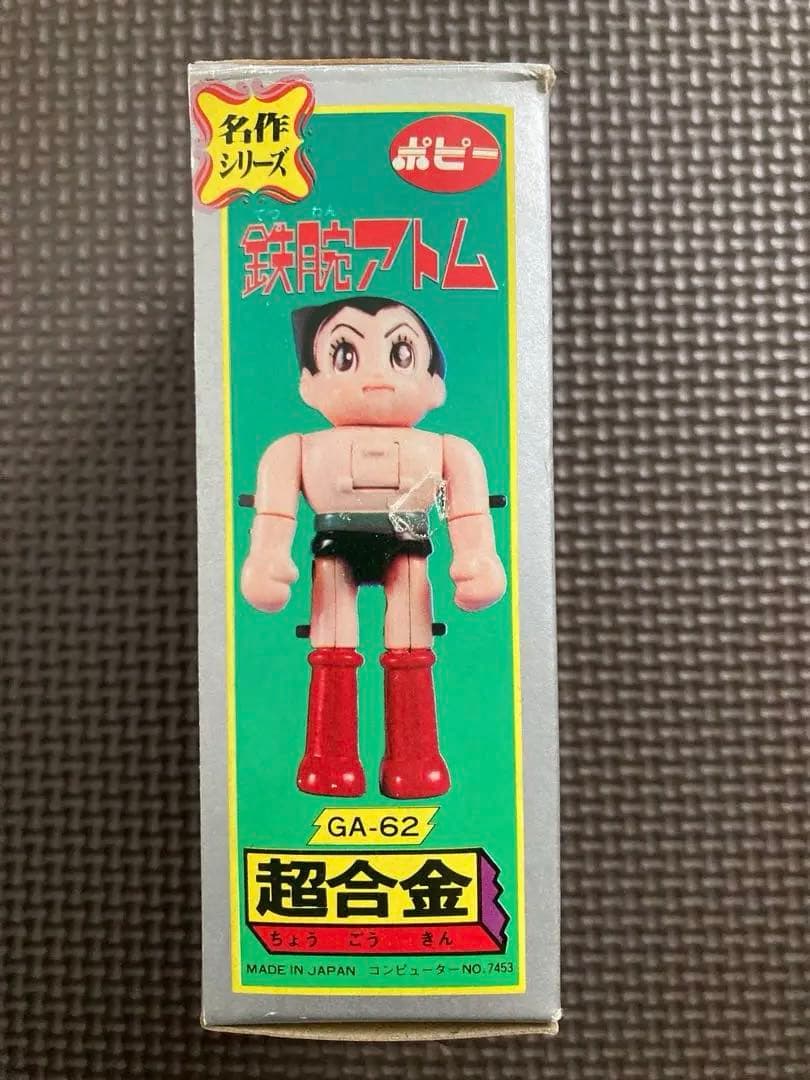 名作
シリーズ
ポピー
てつ わん
鉄腕アトム
GA-62
超合金
ちょう ごう きん
MADE IN JAPAN コンピューターNO.7453